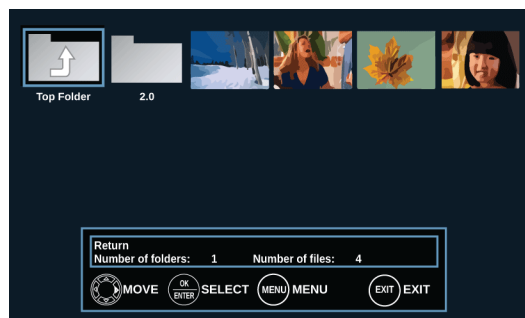 Top Folder 2.0
Return
Number of folders: 1 Number of files: 4
MOVE OK ENTER SELECT MENU MENU EXIT EXIT